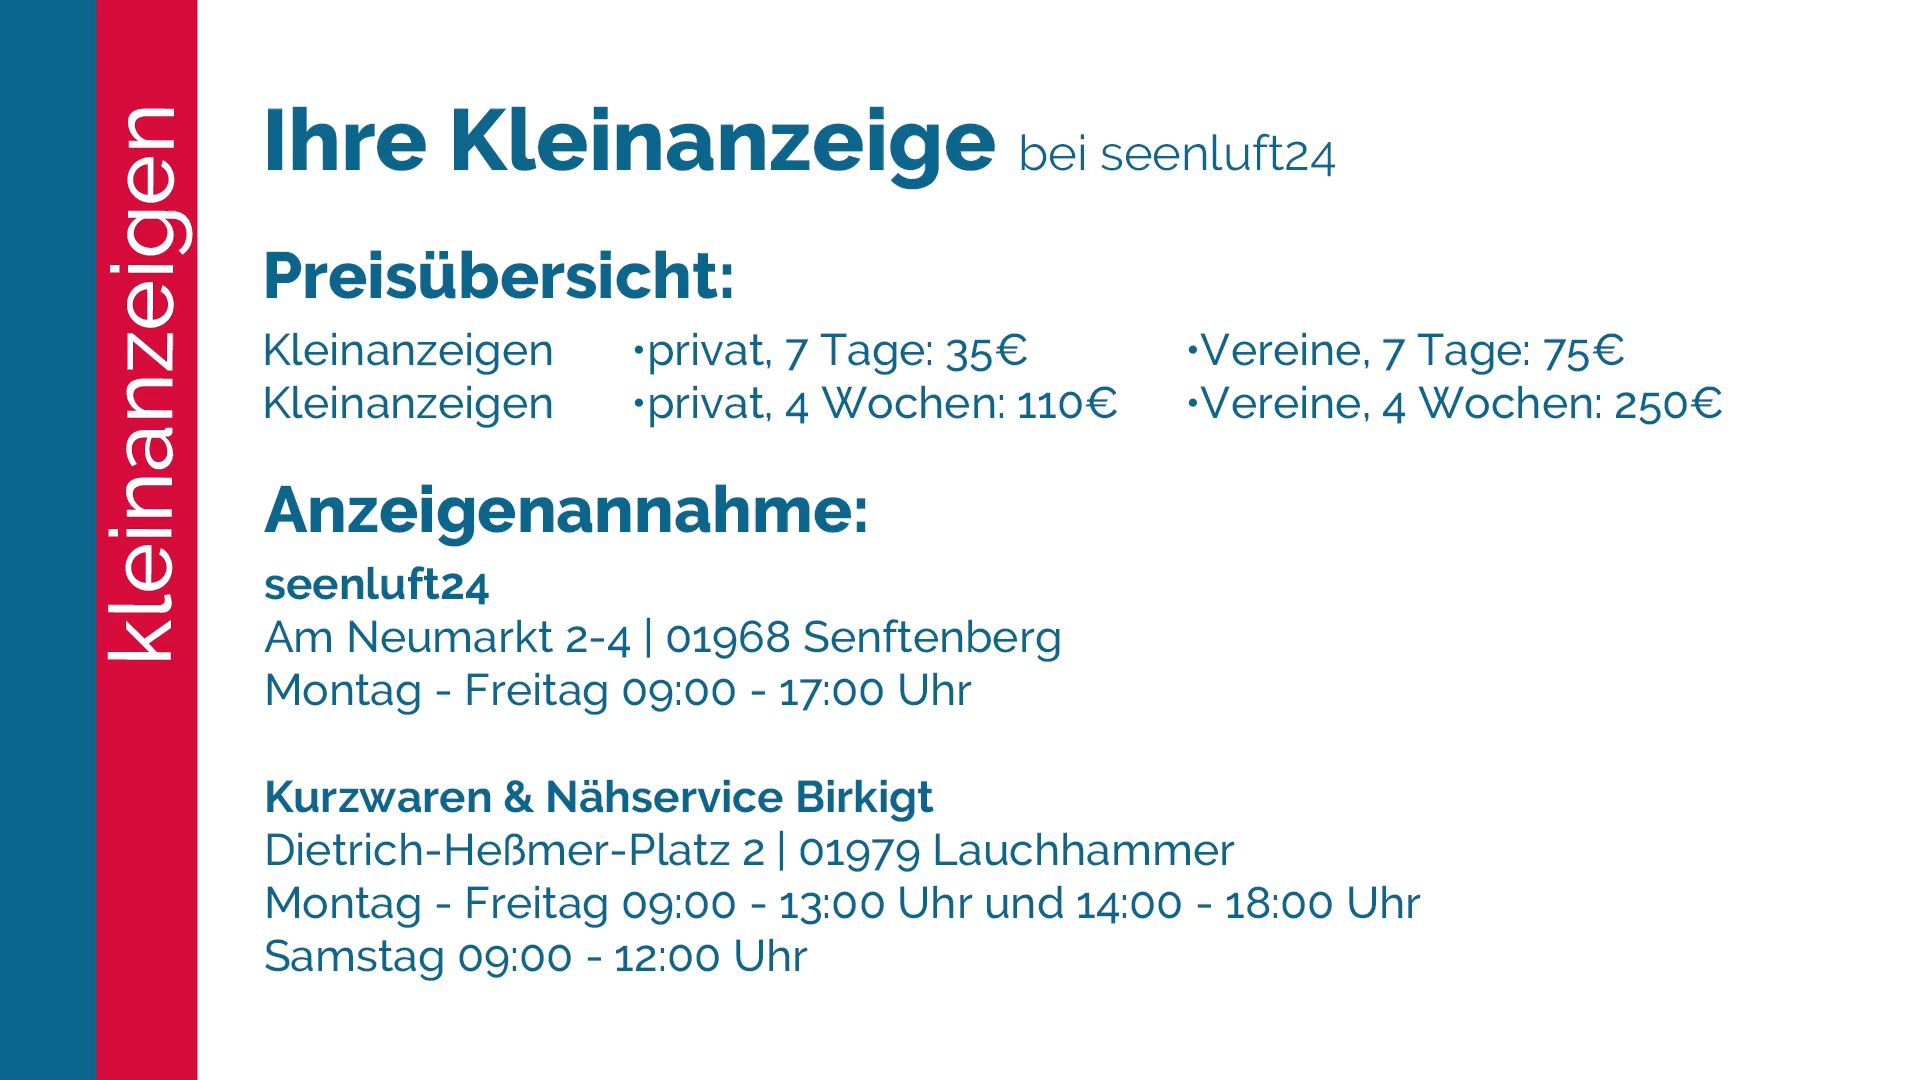 kleinanzeigen
Ihre Kleinanzeige bei seenluft24
Preisübersicht:
Kleinanzeigen •privat, 7 Tage: 35€ •Vereine, 7 Tage: 75€
Kleinanzeigen •privat, 4 Wochen: 110€ •Vereine, 4 Wochen: 250€
Anzeigenannahme:
seenluft24
Am Neumarkt 2-4 | 01968 Senftenberg
Montag - Freitag 09:00 - 17:00 Uhr
Kurzwaren & Nähservice Birkigt
Dietrich-Heßmer-Platz 2 | 01979 Lauchhammer
Montag - Freitag 09:00 - 13:00 Uhr und 14:00 - 18:00 Uhr
Samstag 09:00 - 12:00 Uhr